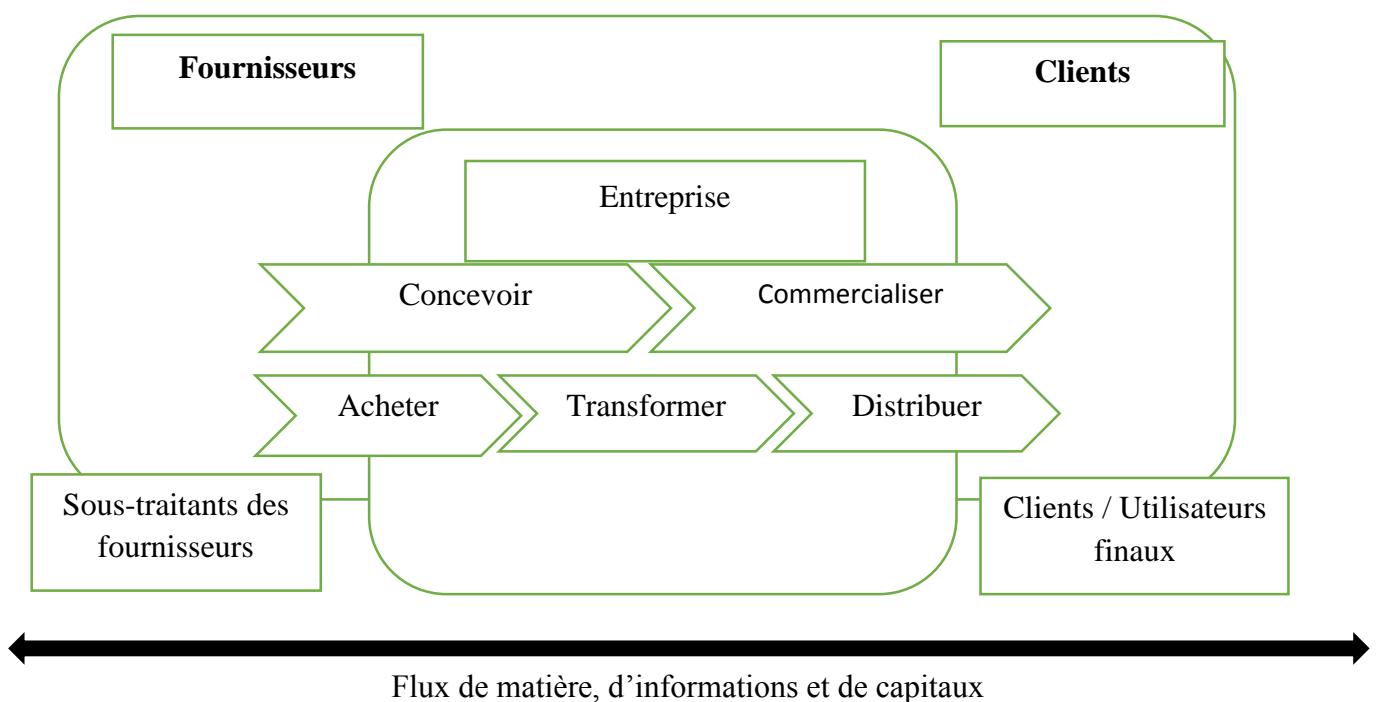 Fournisseurs
Clients
Entreprise
Concevoir
Commercialiser
Acheter
Transformer
Distribuer
Sous-traitants des
fournisseurs
Clients / Utilisateurs
finaux
Flux de matière, d’informations et de capitaux